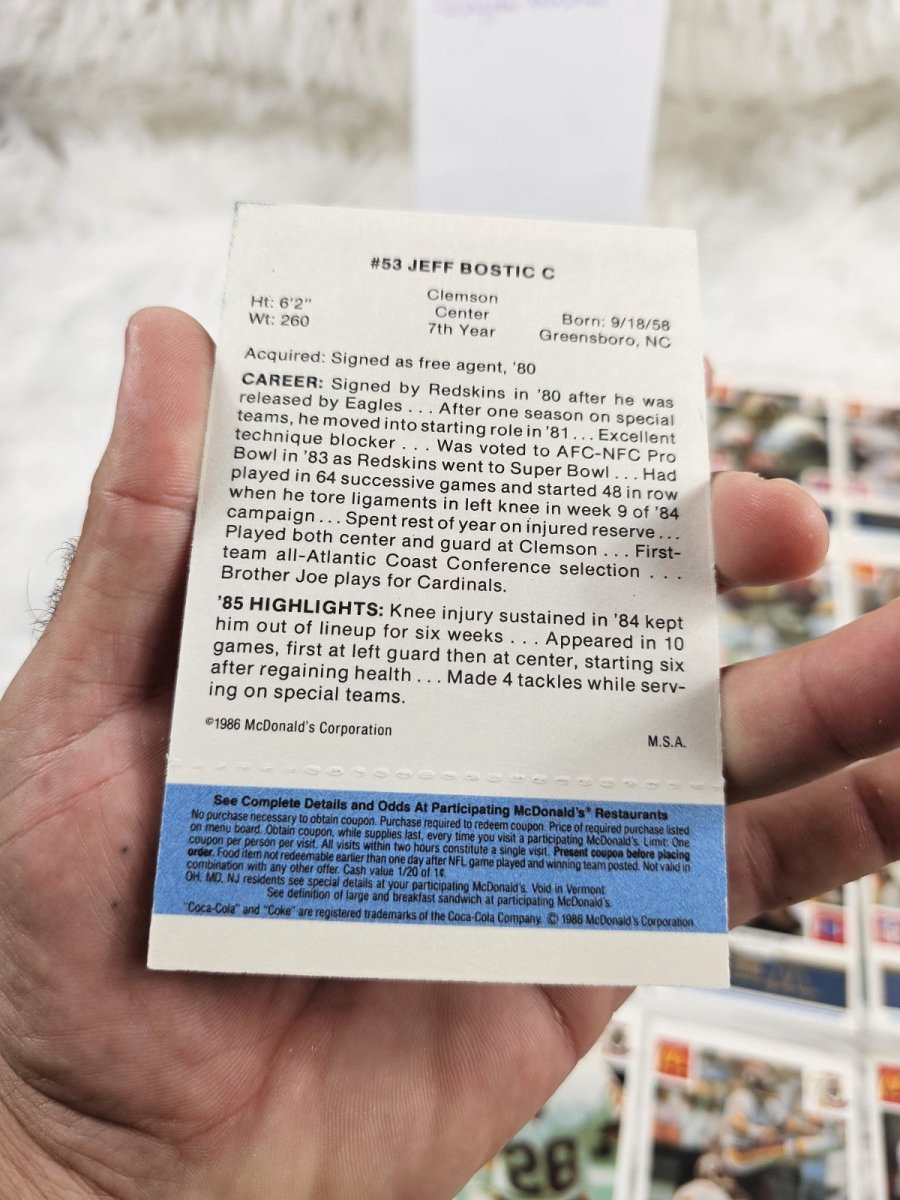 #53 JEFF BOSTIC C
Ht: 6'2"
Wt: 260
Clemson
Center
7th Year
Born: 9/18/58
Greensboro, NC
Acquired: Signed as free agent, '80
CAREER: Signed by Redskins in '80 after he was
released by Eagles . . . After one season on special
teams, he moved into starting role in '81 . . . Excellent
technique blocker . . . Was voted to AFC-NFC Pro
Bowl in '83 as Redskins went to Super Bowl . . . Had
played in 64 successive games and started 48 in row
when he tore ligaments in left knee in week 9 of '84
campaign . . . Spent rest of year on injured reserve . . .
Played both center and guard at Clemson . . . First-
team all-Atlantic Coast Conference selection . . .
Brother Joe plays for Cardinals.
'85 HIGHLIGHTS: Knee injury sustained in '84 kept
him out of lineup for six weeks . . . Appeared in 10
games, first at left guard then at center, starting six
after regaining health . . . Made 4 tackles while serv-
ing on special teams.
©1986 McDonald's Corporation
M.S.A.
See Complete Details and Odds At Participating McDonald's® Restaurants
No purchase necessary to obtain coupon. Purchase required to redeem coupon. Price of required purchase listed
on menu board. Obtain coupon, while supplies last, every time you visit a participating McDonald's. Limit: One
coupon per person per visit. All visits within two hours constitute a single visit. Present coupon before placing
order. Food item not redeemable earlier than one day after NFL game played and winning team posted. Not valid in
combination with any other offer. Cash value 1/20 of 1¢.
OH, MD, NJ residents see special details at your participating McDonald's. Void in Vermont.
See definition of large and breakfast sandwich at participating McDonald's.
"Coca-Cola" and "Coke" are registered trademarks of the Coca-Cola Company. © 1986 McDonald's Corporation
58